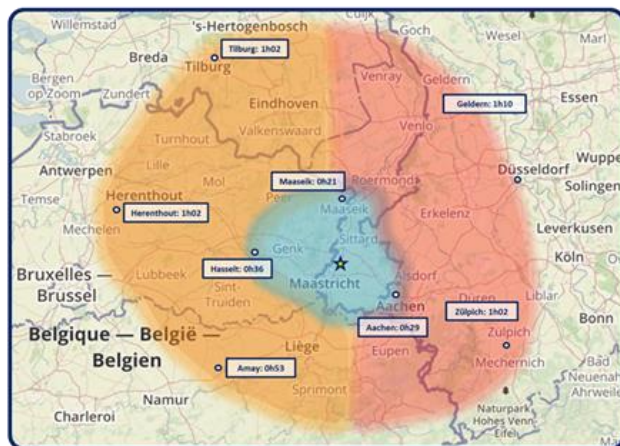 Willemstad
's-Hertogenbosch
Cuijk
Goch
Wesel
Marl
Breda
Tilburg: 1h02
Tilburg
Bergen
op Zoom
Zundert
Eindhoven
Venray
Geldern
Geldern: 1h10
Essen
Stabroek
Turnhout
Valkenswaard
Venlo
Antwerpen
Lille
Mol
Peer
Maaseik: 0h21
Roermond
Düsseldorf
Wuppe
Solingen
Temse
Herenthout
Herenthout: 1h02
Mechelen
Maaseik
Erkelenz
Leverkusen
Genk
Sittard
Hasselt: 0h36
Bruxelles —
Brussel
Lubbeek
Sint-
Truiden
Maastricht
Alsdorf
Köln
Aachen
Düren
Liblar
Zülpich: 1h02
Bonn
Belgique — België —
Belgien
Liège
Aachen: 0h29
Eupen
Zülpich
Mechernich
Amay: 0h53
Bad
Neuenah
Ahrweiler
Namur
Sprimont
Charleroi
Naturpark
Hohes Venn
Eifel
Ma